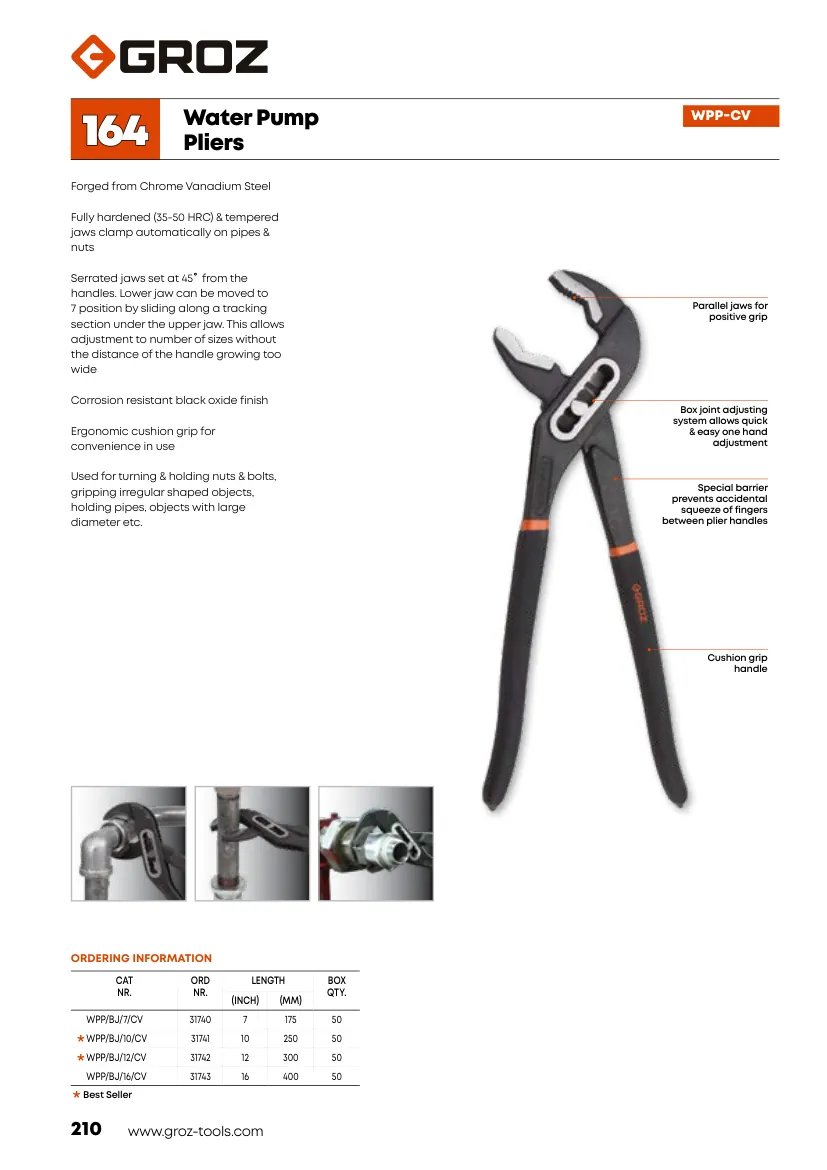 GROZ
164
Water Pump
Pliers
WPP-CV
Forged from Chrome Vanadium Steel
Fully hardened (35-50 HRC) & tempered
jaws clamp automatically on pipes &
nuts
Serrated jaws set at 45° from the
handles. Lower jaw can be moved to
7 position by sliding along a tracking
section under the upper jaw. This allows
adjustment to number of sizes without
the distance of the handle growing too
wide
Corrosion resistant black oxide finish
Ergonomic cushion grip for
convenience in use
Used for turning & holding nuts & bolts,
gripping irregular shaped objects,
holding pipes, objects with large
diameter etc.
Parallel jaws for
positive grip
Box joint adjusting
system allows quick
& easy one hand
adjustment
Special barrier
prevents accidental
squeeze of fingers
between plier handles
GROZ
Cushion grip
handle
ORDERING INFORMATION
CAT NR. ORD NR. LENGTH BOX QTY.
(INCH) (MM)
WPP/BJ/7/CV 31740 7 175 50
* WPP/BJ/10/CV 31741 10 250 50
* WPP/BJ/12/CV 31742 12 300 50
WPP/BJ/16/CV 31743 16 400 50
* Best Seller
210 www.groz-tools.com